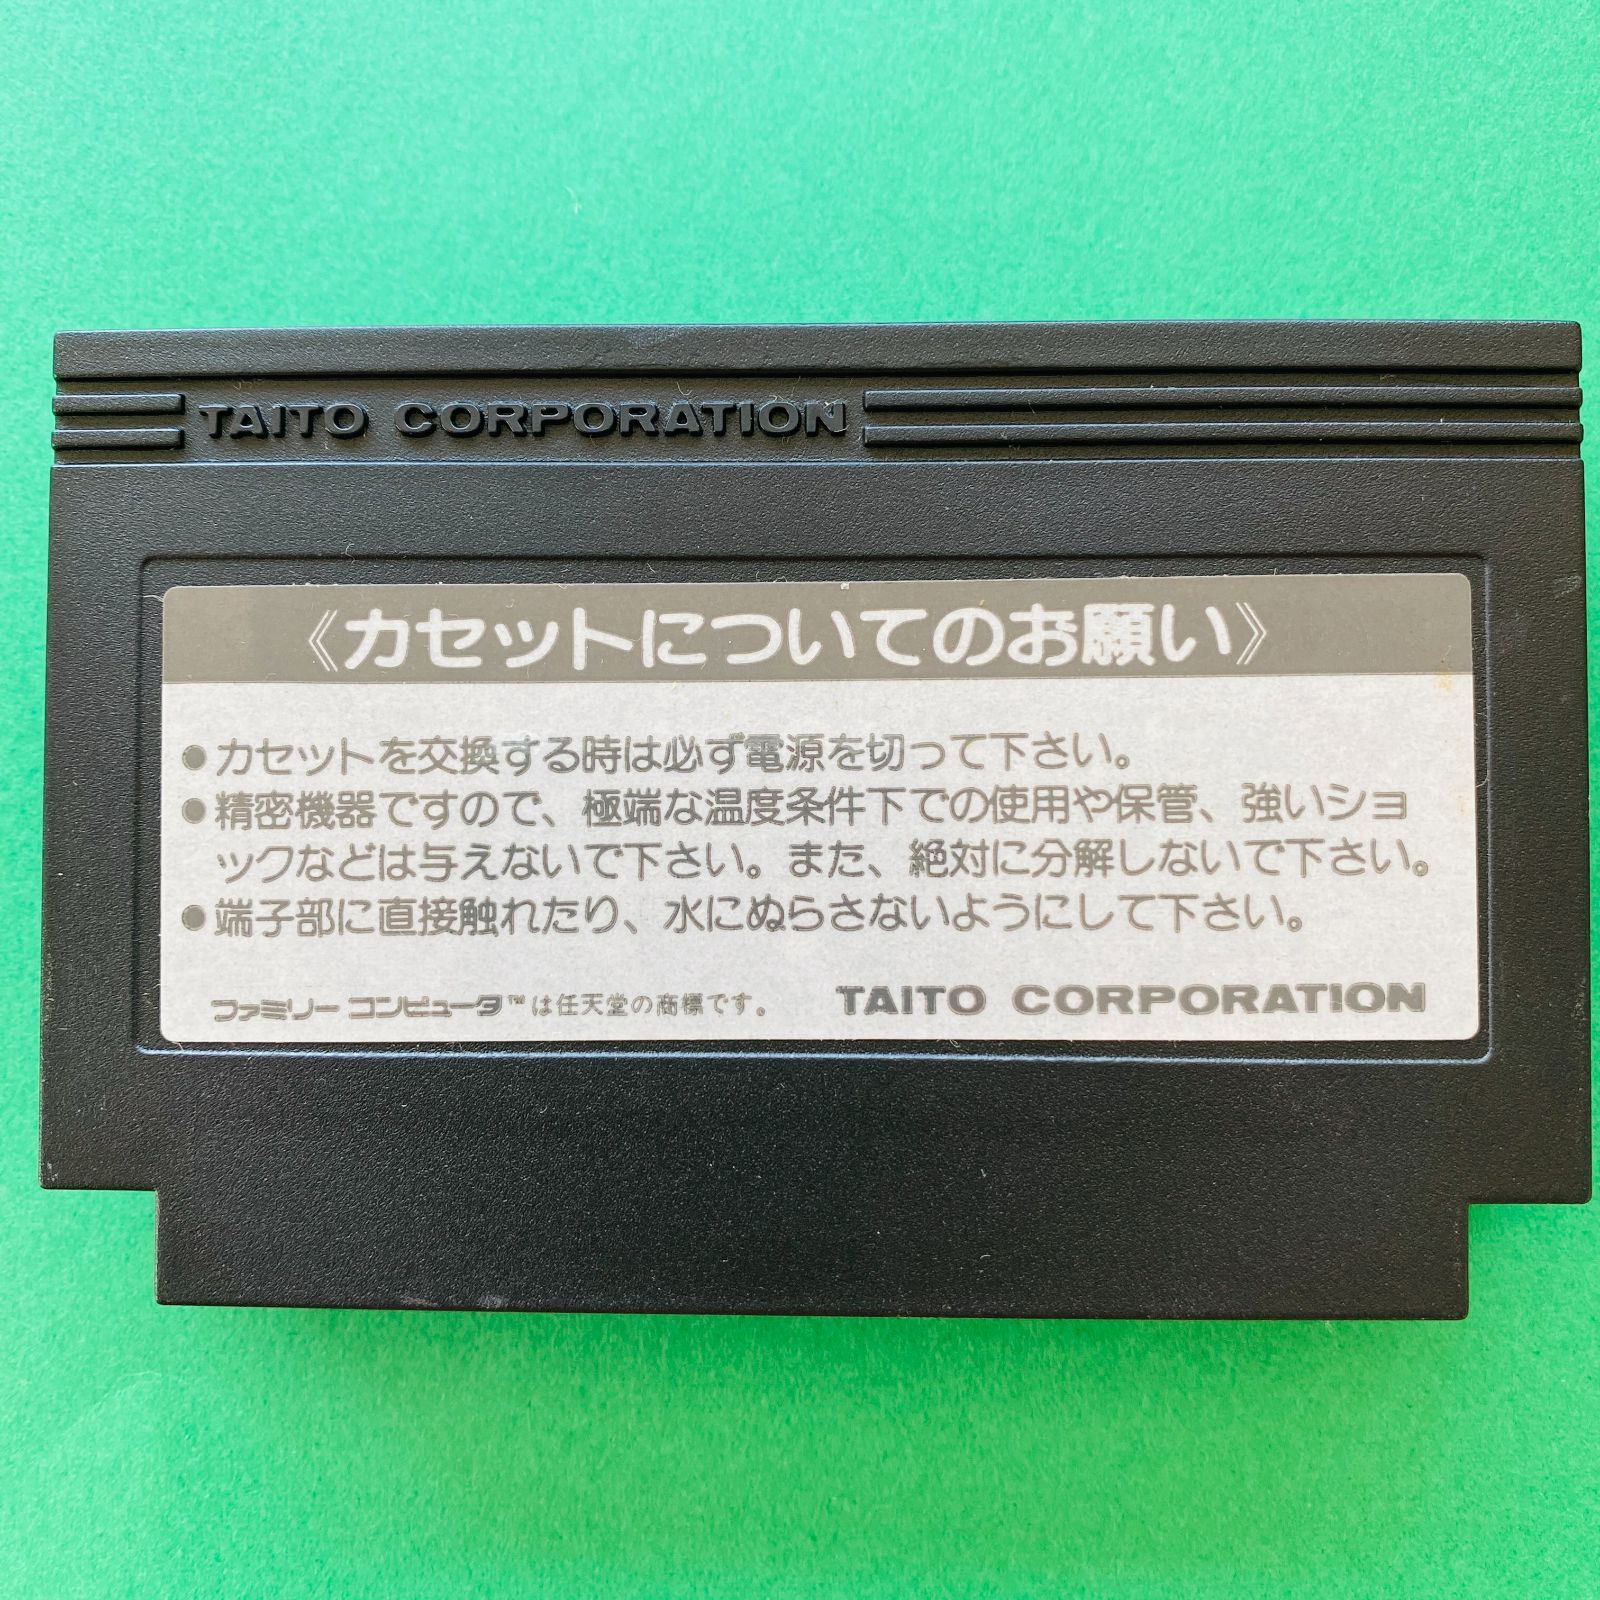 TAITO CORPORATION
《カセットについてのお願い》
●カセットを交換する時は必ず電源を切って下さい。
●精密機器ですので、極端な温度条件下での使用や保管、強いショ
ックなどは与えないで下さい。また、絶対に分解しないで下さい。
●端子部に直接触れたり、水にぬらさないようにして下さい。
ファミリーコンピュータ™は任天堂の商標です。 TAITO CORPORATION